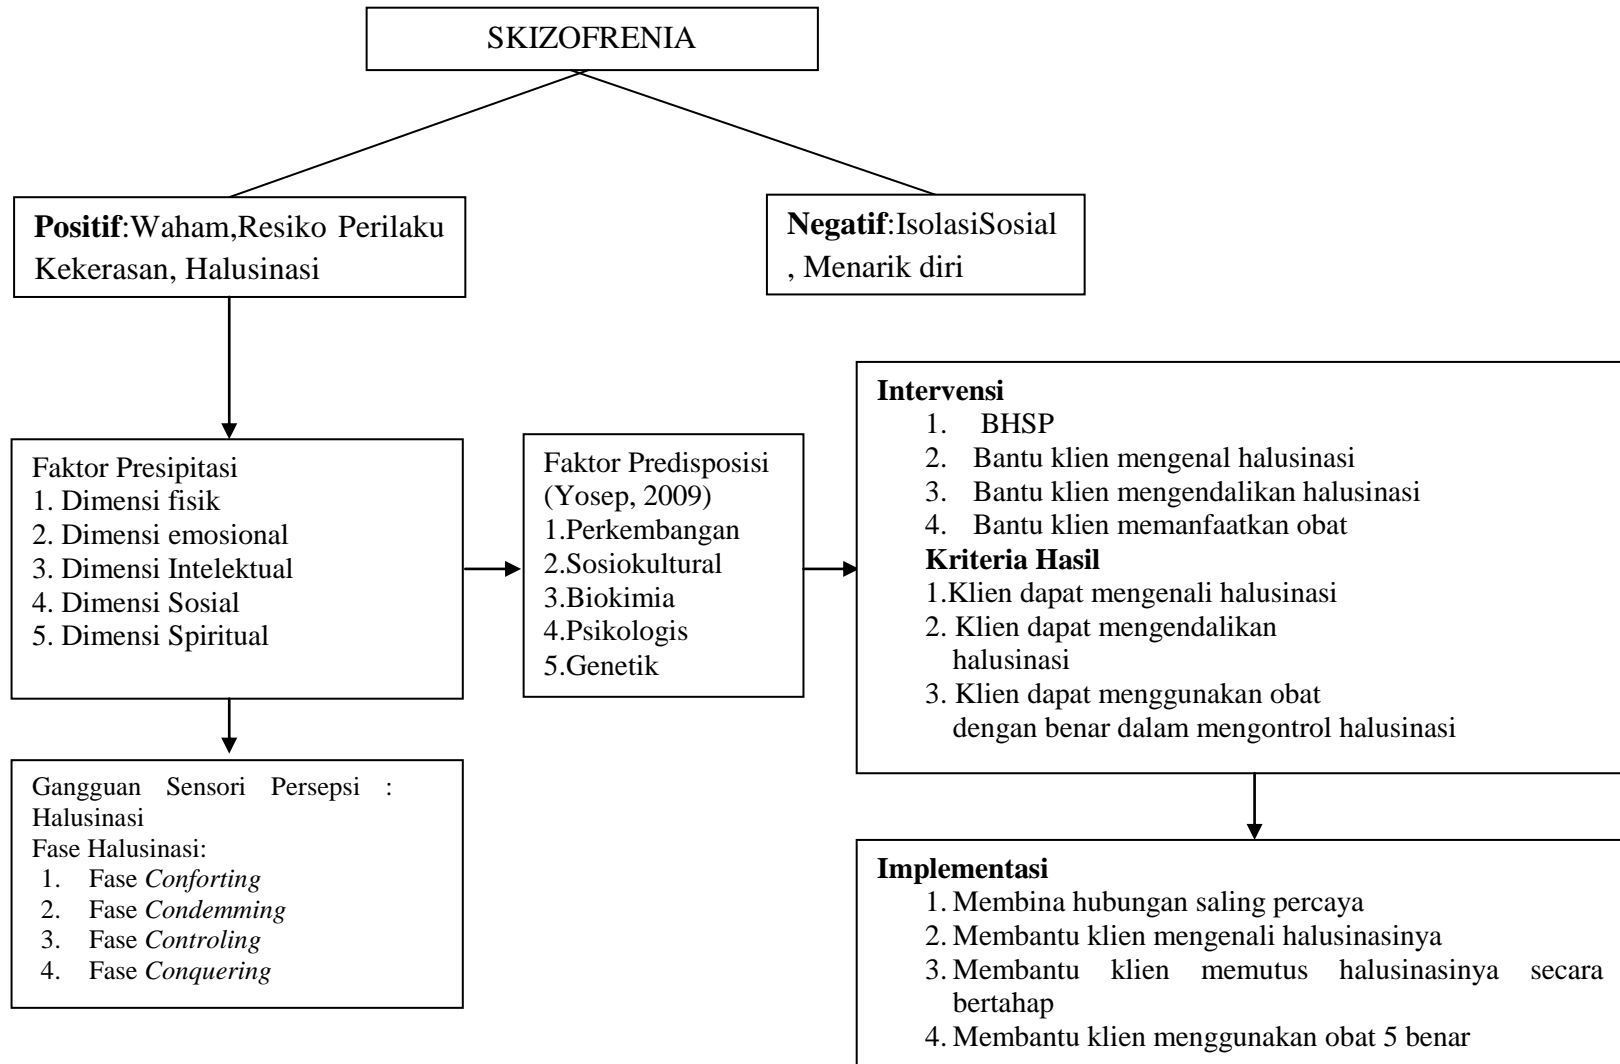 SKIZOFRENIA
Positif:Waham,Resiko Perilaku
Kekerasan, Halusinasi
Negatif:IsolasiSosial
, Menarik diri
Faktor Presipitasi
1. Dimensi fisik
2. Dimensi emosional
3. Dimensi Intelektual
4. Dimensi Sosial
5. Dimensi Spiritual
Faktor Predisposisi
(Yosep, 2009)
1.Perkembangan
2.Sosiokultural
3.Biokimia
4.Psikologis
5.Genetik
Intervensi
1. BHSP
2. Bantu klien mengenal halusinasi
3. Bantu klien mengendalikan halusinasi
4. Bantu klien memanfaatkan obat
Kriteria Hasil
1.Klien dapat mengenali halusinasi
2. Klien dapat mengendalikan
halusinasi
3. Klien dapat menggunakan obat
dengan benar dalam mengontrol halusinasi
Gangguan Sensori Persepsi :
Halusinasi
Fase Halusinasi:
1. Fase Conforting
2. Fase Condemming
3. Fase Controling
4. Fase Conquering
Implementasi
1. Membina hubungan saling percaya
2. Membantu klien mengenali halusinasinya
3. Membantu klien memutus halusinasinya secara
bertahap
4. Membantu klien menggunakan obat 5 benar